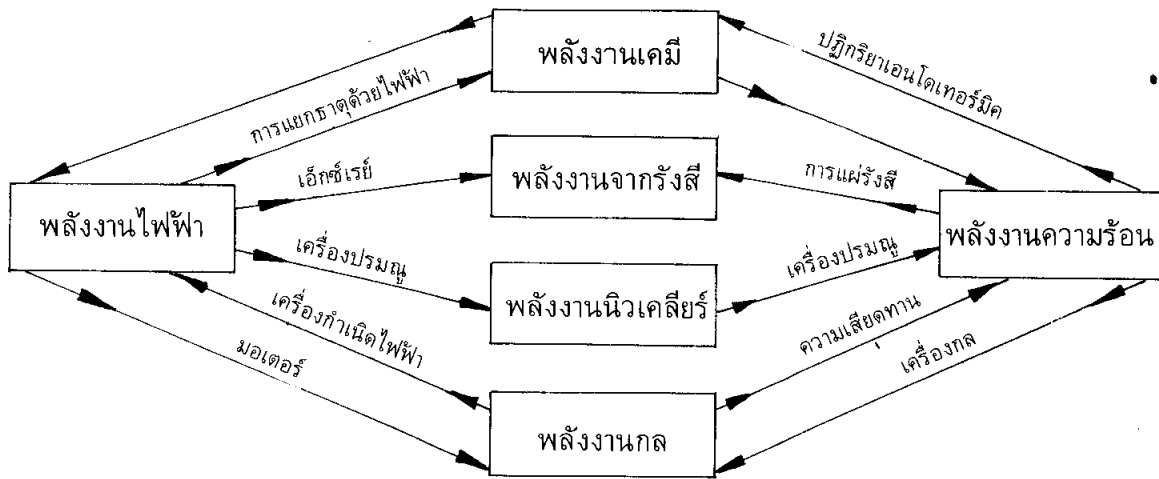 พลังงานเคมี
ปฏิกริยาเอนโดเทอร์มิค
การแยกธาตุด้วยไฟฟ้า
เอ็กซ์เรย์
พลังงานจากรังสี
การแผ่รังสี
พลังงานไฟฟ้า
พลังงานความร้อน
เครื่องปรมณู
พลังงานนิวเคลียร์
เครื่องปรมณู
เครื่องกำเนิดไฟฟ้า
ความเสียดทาน
มอเตอร์
เครื่องกล
พลังงานกล